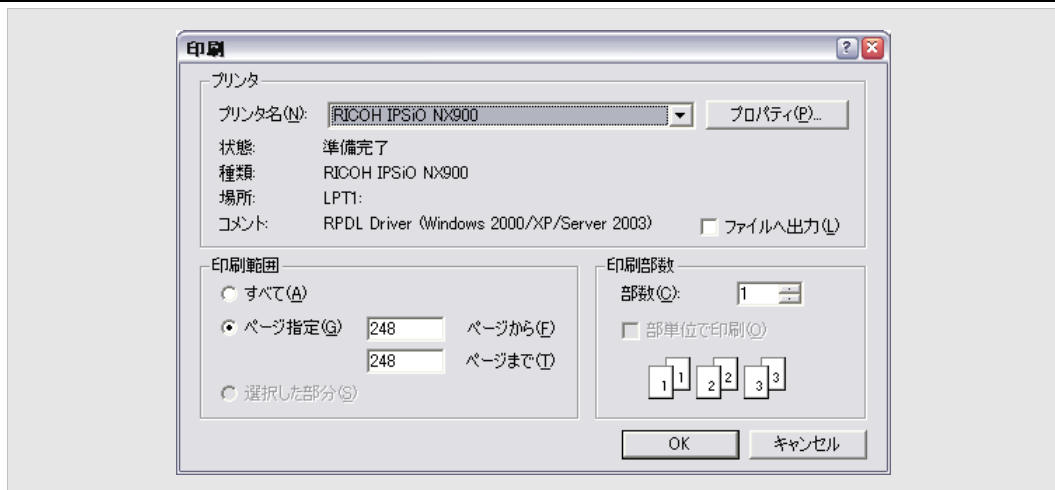 印刷
プリンタ
プリンタ名(N): RICOH IPSiO NX900 プロパティ(P)...
状態: 準備完了
種類: RICOH IPSiO NX900
場所: LPT1:
コメント: RPDL Driver (Windows 2000/XP/Server 2003) ファイルへ出力(L)
印刷範囲
すべて(A)
ページ指定(G) 248 ページから(F)
248 ページまで(T)
選択した部分(S)
印刷部数
部数(C): 1
部単位で印刷(O)
1 1 2 2 3 3
OK キャンセル